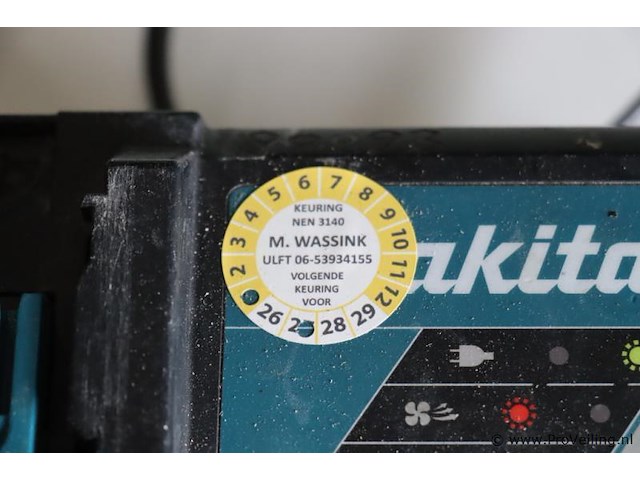 2 3 4 5 6 7 8 9 10 11 12
KEURING
NEN 3140
M. WASSINK
ULFT 06-53934155
VOLGENDE
KEURING
VOOR
26 28 29
akita
© www.ProVeiling.nl